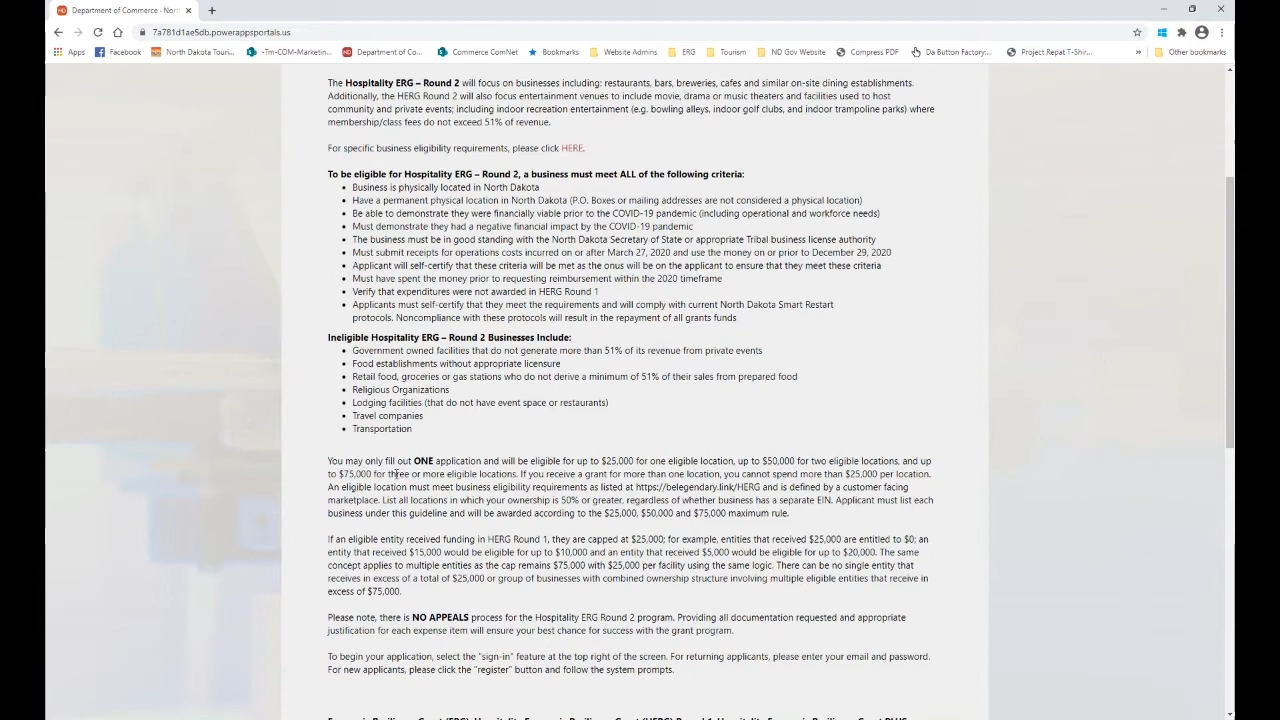 Department of Commerce - Nort
7a781d1ae5db.powerappsportals.us
Apps Facebook North Dakota Touri... -Tm-COM-Marketin... Department of Co... Commerce ComNet Bookmarks Website Admins ERG Tourism ND Gov Website Compress PDF Da Button Factory:... Project Repat T-Shir... » Other bookmarks
The Hospitality ERG – Round 2 will focus on businesses including: restaurants, bars, breweries, cafes and similar on-site dining establishments.
Additionally, the HERG Round 2 will also focus entertainment venues to include movie, drama or music theaters and facilities used to host
community and private events; including indoor recreation entertainment (e.g. bowling alleys, indoor golf clubs, and indoor trampoline parks) where
membership/class fees do not exceed 51% of revenue.
For specific business eligibility requirements, please click HERE.
To be eligible for Hospitality ERG – Round 2, a business must meet ALL of the following criteria:
• Business is physically located in North Dakota
• Have a permanent physical location in North Dakota (P.O. Boxes or mailing addresses are not considered a physical location)
• Be able to demonstrate they were financially viable prior to the COVID-19 pandemic (including operational and workforce needs)
• Must demonstrate they had a negative financial impact by the COVID-19 pandemic
• The business must be in good standing with the North Dakota Secretary of State or appropriate Tribal business license authority
• Must submit receipts for operations costs incurred on or after March 27, 2020 and use the money on or prior to December 29, 2020
• Applicant will self-certify that these criteria will be met as the onus will be on the applicant to ensure that they meet these criteria
• Must have spent the money prior to requesting reimbursement within the 2020 timeframe
• Verify that expenditures were not awarded in HERG Round 1
• Applicants must self-certify that they meet the requirements and will comply with current North Dakota Smart Restart
protocols. Noncompliance with these protocols will result in the repayment of all grants funds
Ineligible Hospitality ERG – Round 2 Businesses Include:
• Government owned facilities that do not generate more than 51% of its revenue from private events
• Food establishments without appropriate licensure
• Retail food, groceries or gas stations who do not derive a minimum of 51% of their sales from prepared food
• Religious Organizations
• Lodging facilities (that do not have event space or restaurants)
• Travel companies
• Transportation
You may only fill out ONE application and will be eligible for up to $25,000 for one eligible location, up to $50,000 for two eligible locations, and up
to $75,000 for three or more eligible locations. If you receive a grant for more than one location, you cannot spend more than $25,000 per location.
An eligible location must meet business eligibility requirements as listed at https://belegendary.link/HERG and is defined by a customer facing
marketplace. List all locations in which your ownership is 50% or greater, regardless of whether business has a separate EIN. Applicant must list each
business under this guideline and will be awarded according to the $25,000, $50,000 and $75,000 maximum rule.
If an eligible entity received funding in HERG Round 1, they are capped at $25,000; for example, entities that received $25,000 are entitled to $0; an
entity that received $15,000 would be eligible for up to $10,000 and an entity that received $5,000 would be eligible for up to $20,000. The same
concept applies to multiple entities as the cap remains $75,000 with $25,000 per facility using the same logic. There can be no single entity that
receives in excess of a total of $25,000 or group of businesses with combined ownership structure involving multiple eligible entities that receive in
excess of $75,000.
Please note, there is NO APPEALS process for the Hospitality ERG Round 2 program. Providing all documentation requested and appropriate
justification for each expense item will ensure your best chance for success with the grant program.
To begin your application, select the "sign-in" feature at the top right of the screen. For returning applicants, please enter your email and password.
For new applicants, please click the "register" button and follow the system prompts.
Economic Resilience Grant (ERG), Hospitality Economic Resilience Grant (HERG) Round 1, Hospitality Economic Resilience Grant PLUS